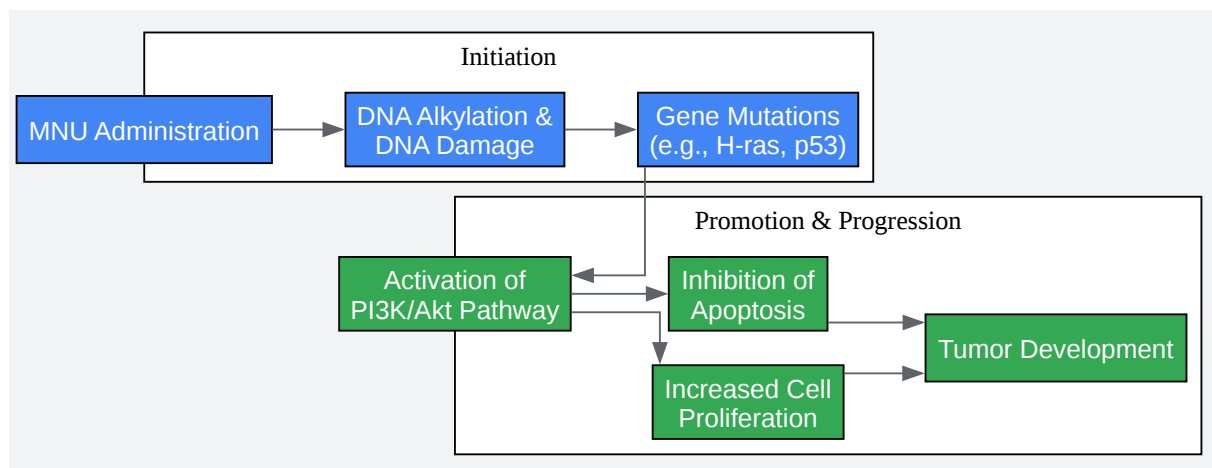 Initiation
MNU Administration
DNA Alkylation &
DNA Damage
Gene Mutations
(e.g., H-ras, p53)
Promotion & Progression
Activation of
PI3K/Akt Pathway
Inhibition of
Apoptosis
Increased Cell
Proliferation
Tumor Development